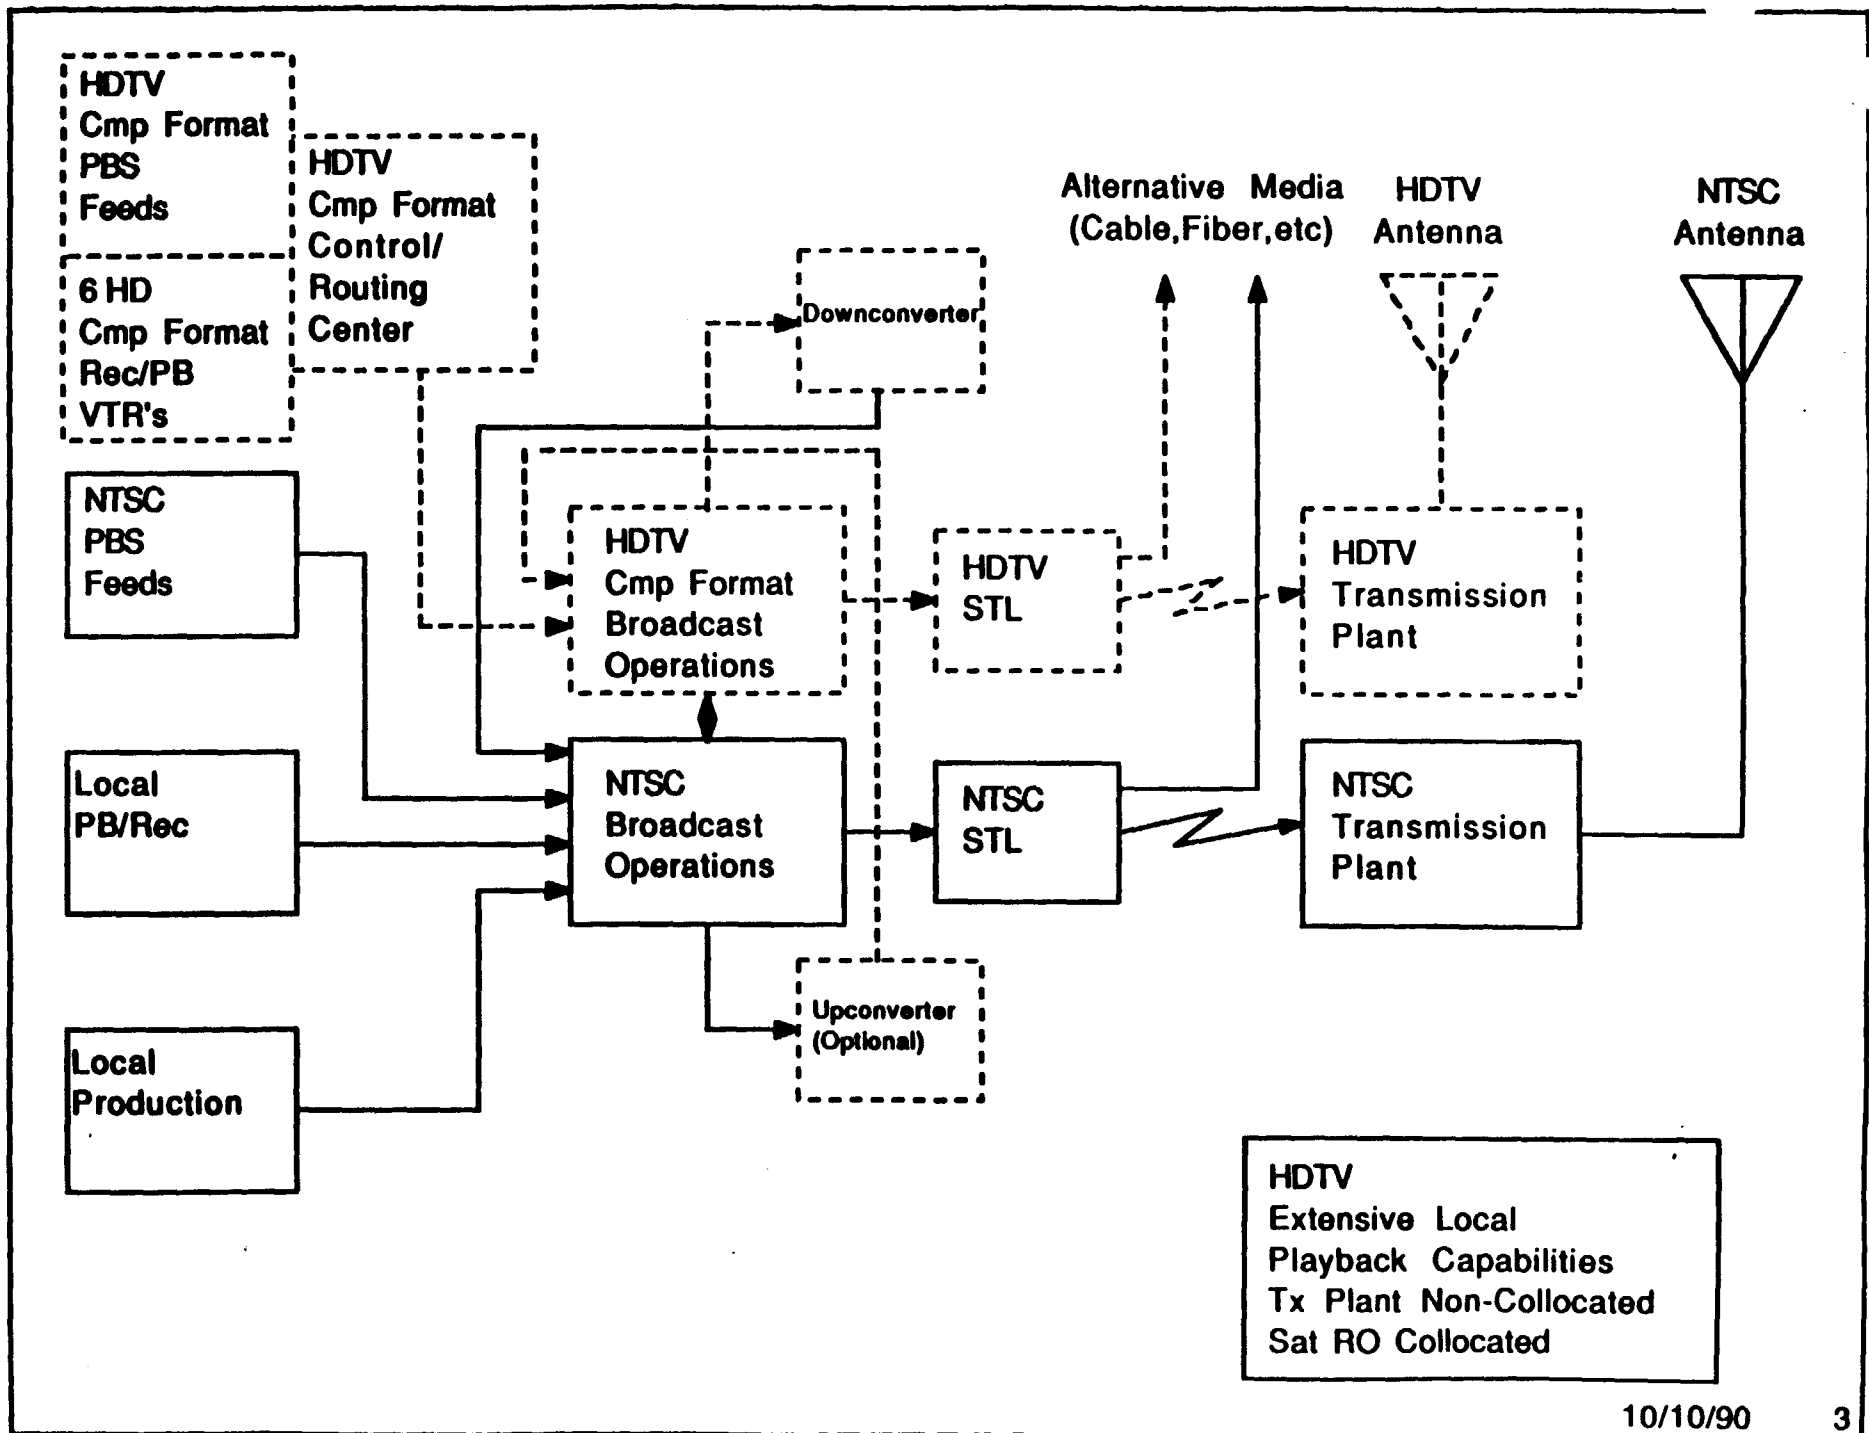 HDTV
Cmp Format
PBS
Feeds
6 HD
Cmp Format
Rec/PB
VTR's
HDTV
Cmp Format
Control/
Routing
Center
Downconverter
Alternative Media
(Cable,Fiber,etc)
HDTV
Antenna
NTSC
Antenna
NTSC
PBS
Feeds
HDTV
Cmp Format
Broadcast
Operations
HDTV
STL
HDTV
Transmission
Plant
Local
PB/Rec
NTSC
Broadcast
Operations
NTSC
STL
NTSC
Transmission
Plant
Upconverter
(Optional)
Local
Production
HDTV
Extensive Local
Playback Capabilities
Tx Plant Non-Collocated
Sat RO Collocated
10/10/90 3